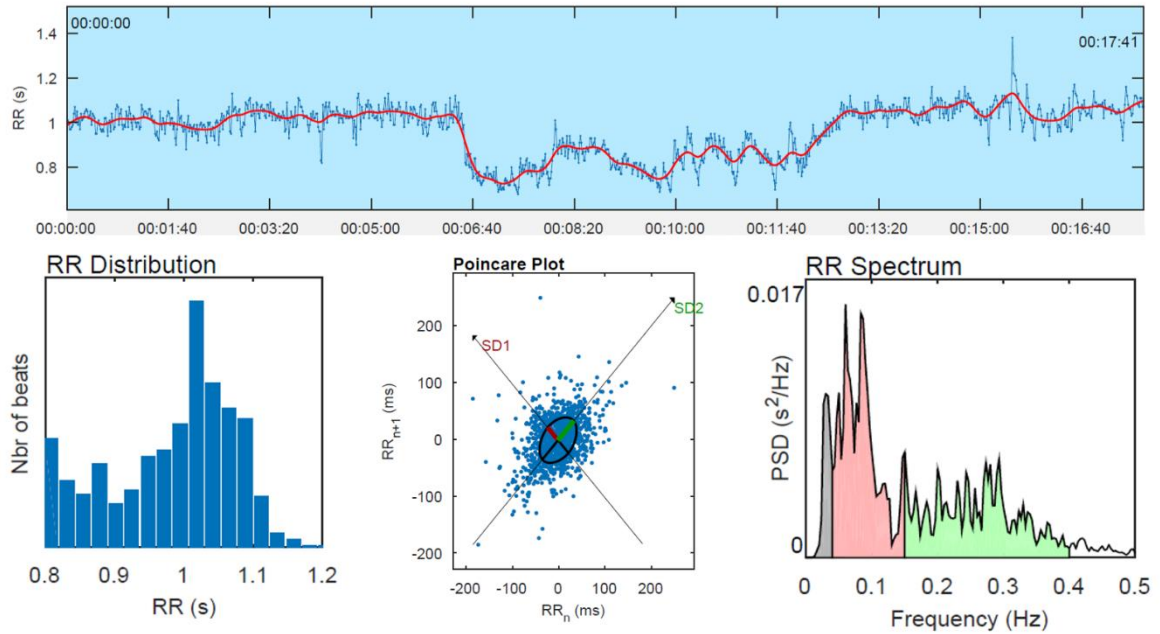 1.4
1.2
1
0.8
RR (s)
00:00:00
00:17:41
00:00:00 00:01:40 00:03:20 00:05:00 00:06:40 00:08:20 00:10:00 00:11:40 00:13:20 00:15:00 00:16:40
RR Distribution
Nbr of beats
0.8 0.9 1 1.1 1.2
RR (s)
Poincare Plot
SD1
SD2
200
100
0
-100
-200
RRn+1 (ms)
-200 -100 0 100 200
RRn (ms)
RR Spectrum
0.017
0
PSD (s²/Hz)
0 0.1 0.2 0.3 0.4 0.5
Frequency (Hz)